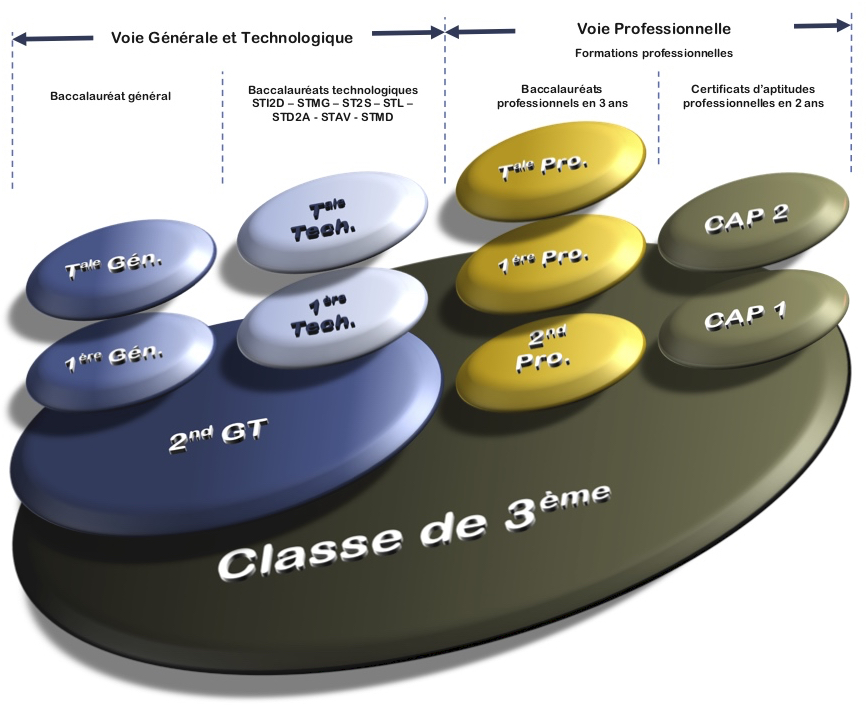 Voie Générale et Technologique
Voie Professionnelle
Formations professionnelles
Baccalauréat général
Baccalauréats technologiques
STI2D – STMG – ST2S – STL –
STD2A - STAV - STMD
Baccalauréats
professionnels en 3 ans
Certificats d’aptitudes
professionnelles en 2 ans
Tale Gén.
Tale
Tech.
Tale Pro.
CAP 2
1ère Gén.
1ère
Tech.
1ère Pro.
CAP 1
2nd GT
2nd
Pro.
Classe de 3ème